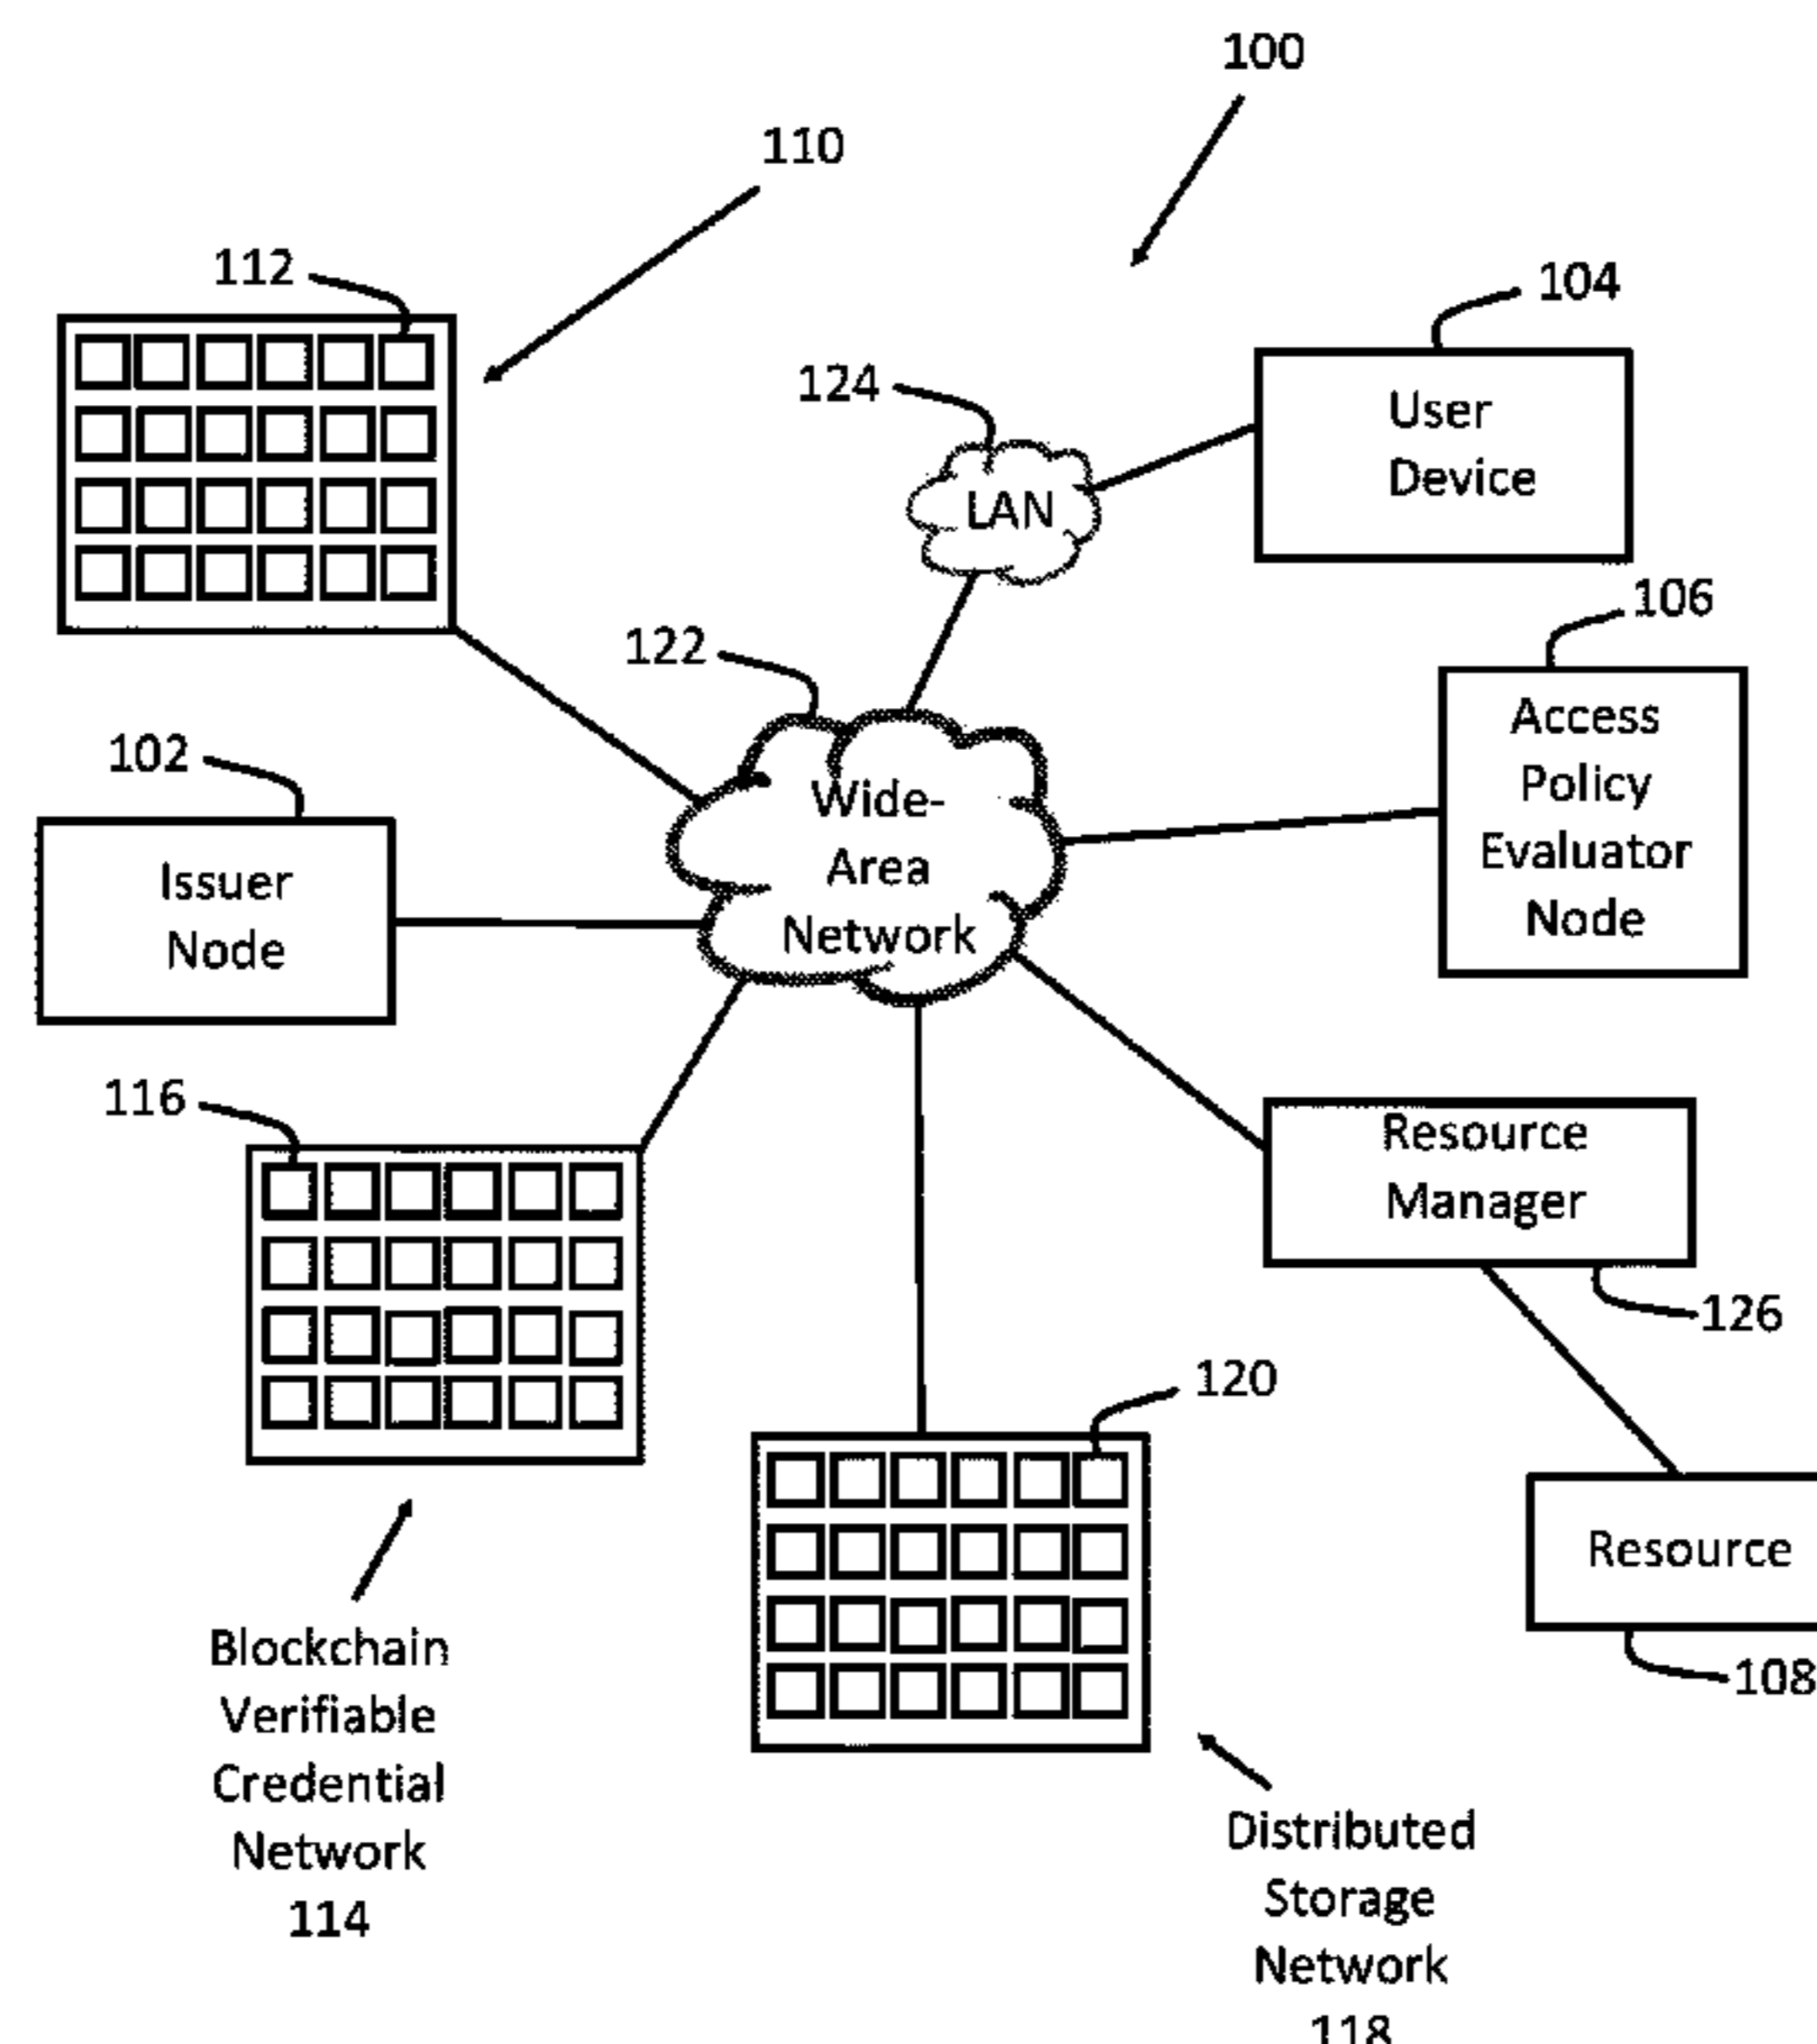 100
110
112
104
124
User
Device
LAN
106
122
Access
Policy
Evaluator
Node
102
Wide-
Area
Network
Issuer
Node
116
Resource
Manager
126
120
Resource
108
Blockchain
Verifiable
Credential
Network
114
Distributed
Storage
Network
118